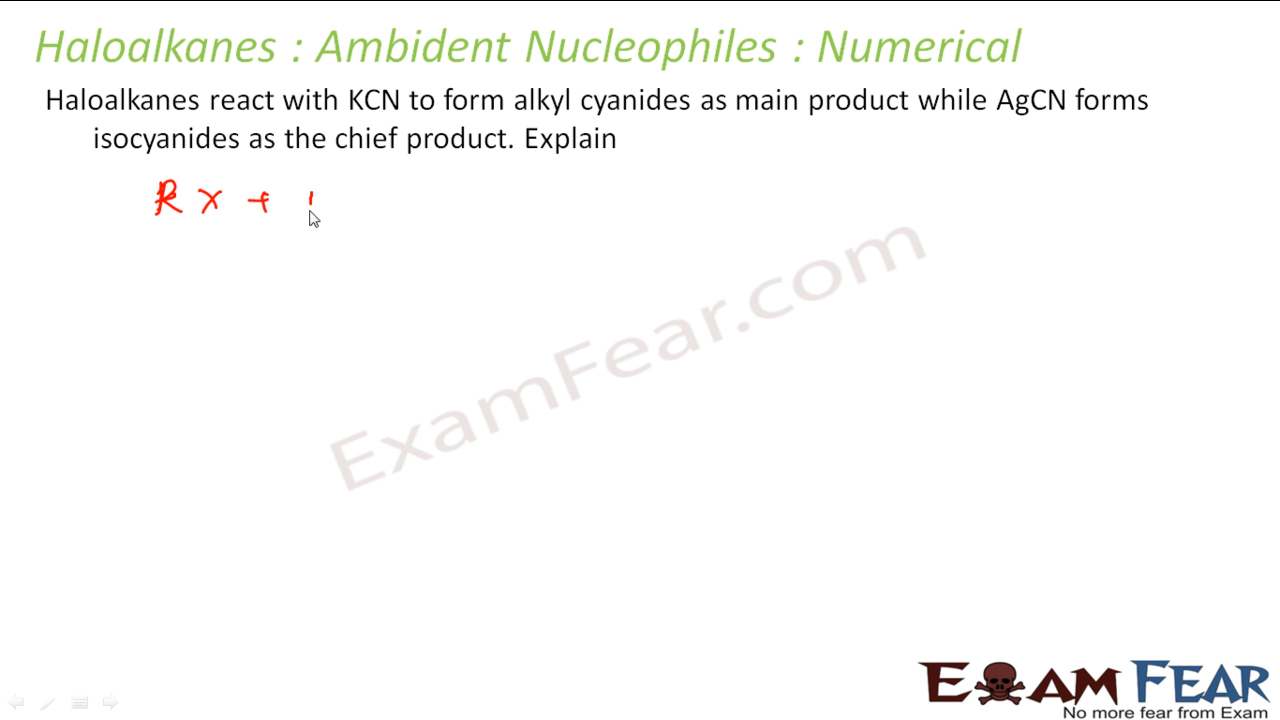 Haloalkanes : Ambident Nucleophiles : Numerical
Haloalkanes react with KCN to form alkyl cyanides as main product while AgCN forms
isocyanides as the chief product. Explain
R X +
ExamFear.com
EXAM FEAR
No more fear from Exam